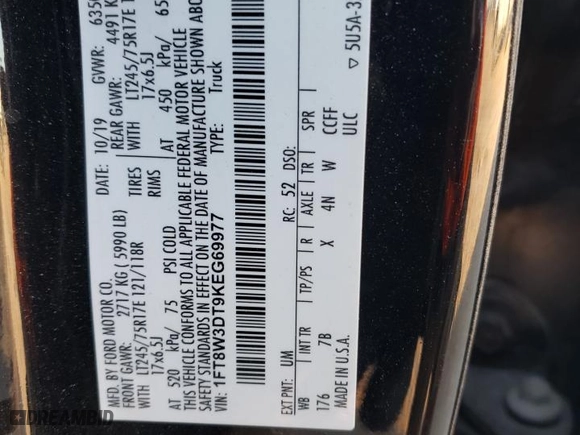 MFD. BY FORD MOTOR CO.
DATE: 10/19 GVWR: 635
FRONT GAWR: 2717 KG ( 5990 LB)
REAR GAWR: 4491 K
WITH LT245/75R17E 121/118R TIRES
WITH LT245/75R17E 1
17x6.5J RIMS
17x6.5J
AT 520 kPa/ 75 PSI COLD
AT 450 kPa/ 65
THIS VEHICLE CONFORMS TO ALL APPLICABLE FEDERAL MOTOR VEHICLE
SAFETY STANDARDS IN EFFECT ON THE DATE OF MANUFACTURE SHOWN ABO
VIN: 1FT8W3DT9KEG69977 TYPE: Truck
EXT PNT: UM RC: 52 DSO:
INT TR TP/PS R AXLE TR SPR
176 7B X 4N W CCFF
MADE IN U.S.A. ULC
▽ 5U5A-3
DREAMBID